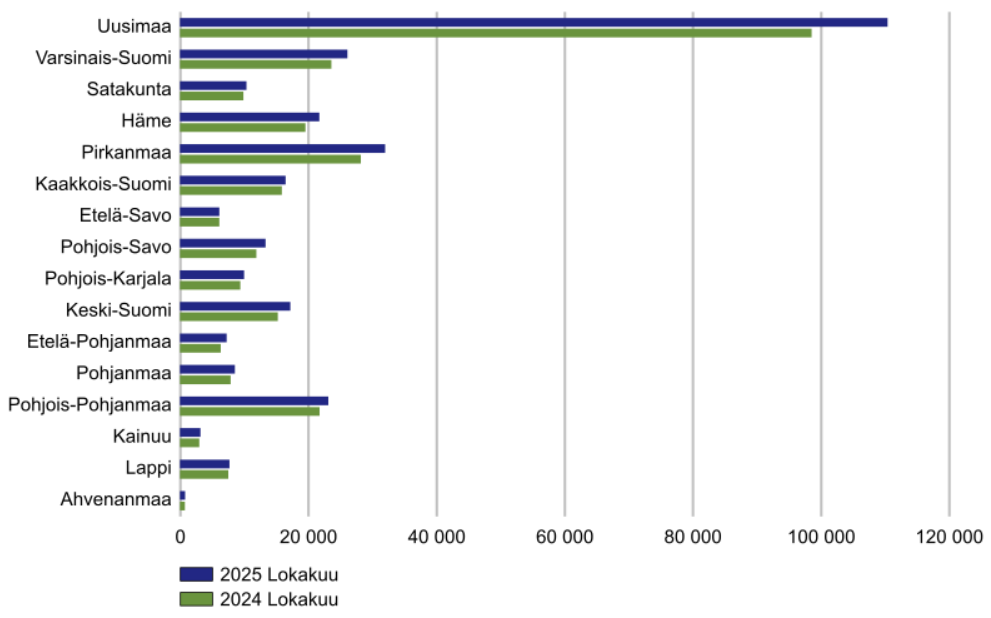 Uusimaa
Varsinais-Suomi
Satakunta
Häme
Pirkanmaa
Kaakkois-Suomi
Etelä-Savo
Pohjois-Savo
Pohjois-Karjala
Keski-Suomi
Etelä-Pohjanmaa
Pohjanmaa
Pohjois-Pohjanmaa
Kainuu
Lappi
Ahvenanmaa
0 20 000 40 000 60 000 80 000 100 000 120 000
2025 Lokakuu
2024 Lokakuu